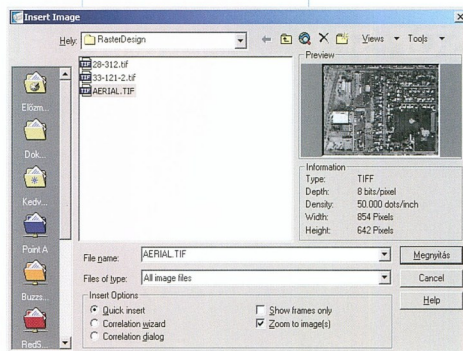 Insert Image
Hely: RasterDesign
Views Tools
28-312.tif
33-121-2.tif
AERIAL.TIF
Előzm...
Dok...
Kedv...
Point A
Buzzs...
RedS...
Preview
Information
Type: TIFF
Depth: 8 bits/pixel
Density: 50.000 dots/inch
Width: 854 Pixels
Height: 642 Pixels
File name: AERIAL.TIF
Megnyitás
Files of type: All image files
Cancel
Insert Options
Help
Quick insert
Show frames only
Correlation wizard
Zoom to image(s)
Correlation dialog